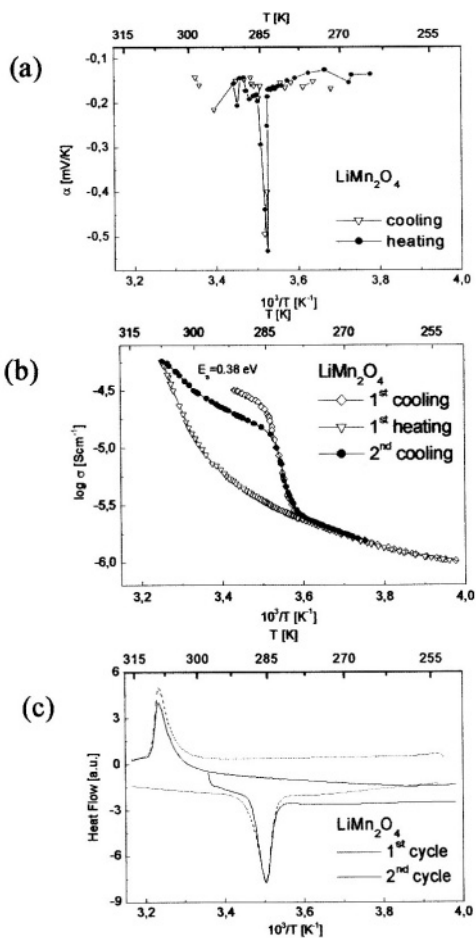 T [K]
315 300 285 270 255
(a)
-0,1
-0,2
-0,3
-0,4
-0,5
α [mV/K]
LiMn₂O₄
cooling
heating
3,2 3,4 3,6 3,8 4,0
10³/T [K⁻¹]
T [K]
315 300 285 270 255
(b)
-4,5
-5,0
-5,5
-6,0
log σ [Scm⁻¹]
Eₐ=0.38 eV
LiMn₂O₄
1ˢᵗ cooling
1ˢᵗ heating
2ⁿᵈ cooling
3,2 3,4 3,6 3,8 4,0
10³/T [K⁻¹]
T [K]
315 300 285 270 255
(c)
6
3
0
-3
-6
-9
Heat Flow [a.u.]
LiMn₂O₄
1ˢᵗ cycle
2ⁿᵈ cycle
3,2 3,4 3,6 3,8 4,0
10³/T [K⁻¹]